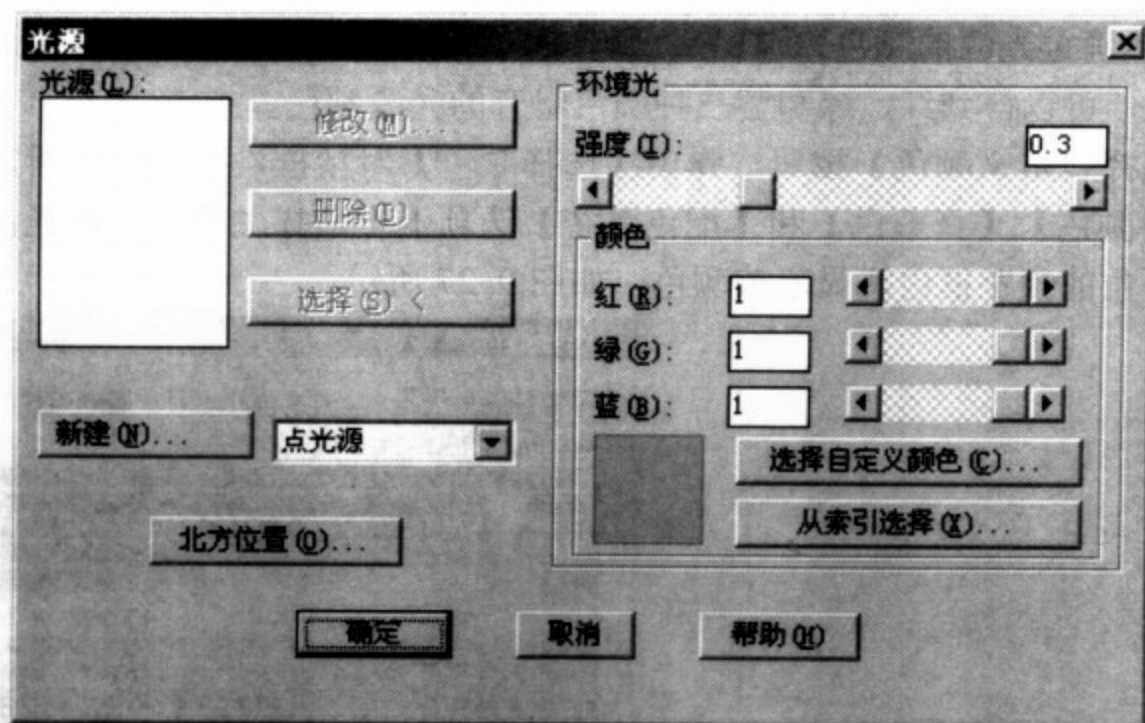 光源
光源(L):
修改(M)...
删除(D)
选择(S) <
新建(N)...
点光源
北方位置(O)...
环境光
强度(I):
0.3
颜色
红(R):
1
绿(G):
1
蓝(B):
1
选择自定义颜色(C)...
从索引选择(X)...
确定
取消
帮助(H)